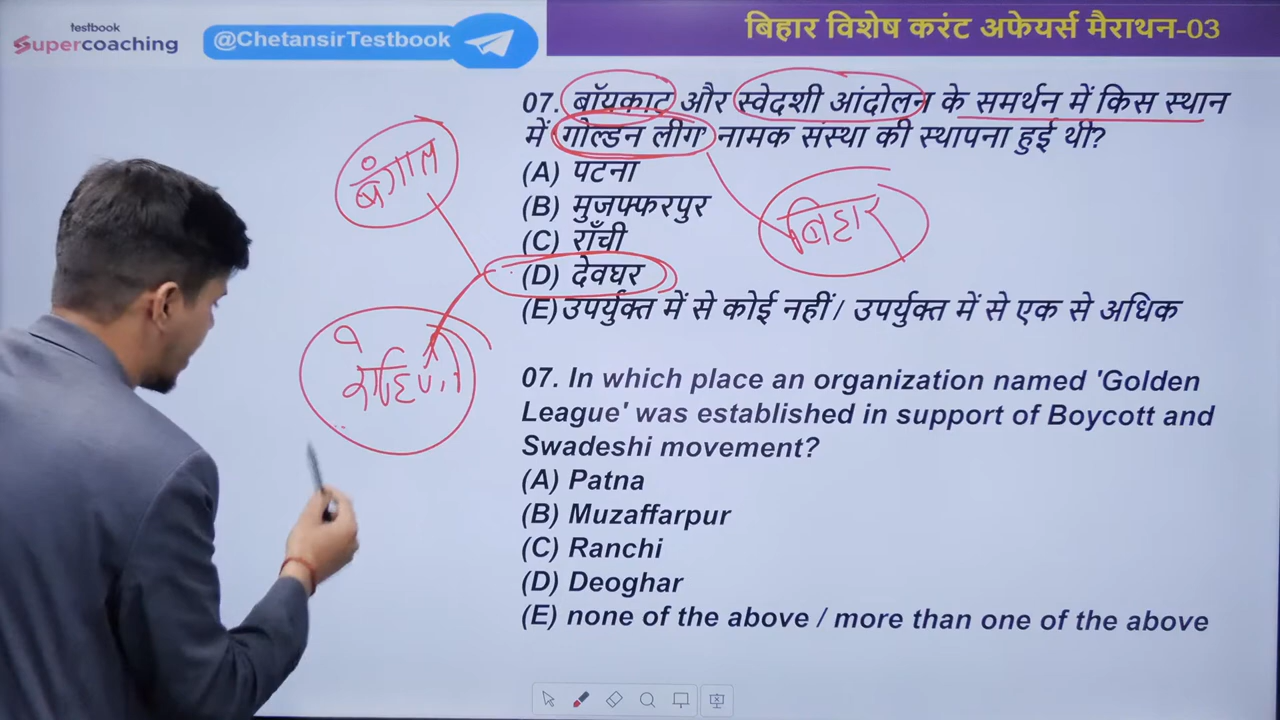 testbook
Supercoaching
@ChetansirTestbook
बिहार विशेष करंट अफेयर्स मैराथन-03
07. बॉयकाट और स्वेदशी आंदोलन के समर्थन में किस स्थान
में 'गोल्डन लीग' नामक संस्था की स्थापना हुई थी?
(A) पटना
(B) मुजफ्फरपुर
(C) राँची
(D) देवघर
(E) उपर्युक्त में से कोई नहीं/ उपर्युक्त में से एक से अधिक
बंगाल
बिहार
07. In which place an organization named 'Golden
League' was established in support of Boycott and
Swadeshi movement?
(A) Patna
(B) Muzaffarpur
(C) Ranchi
(D) Deoghar
(E) none of the above / more than one of the above